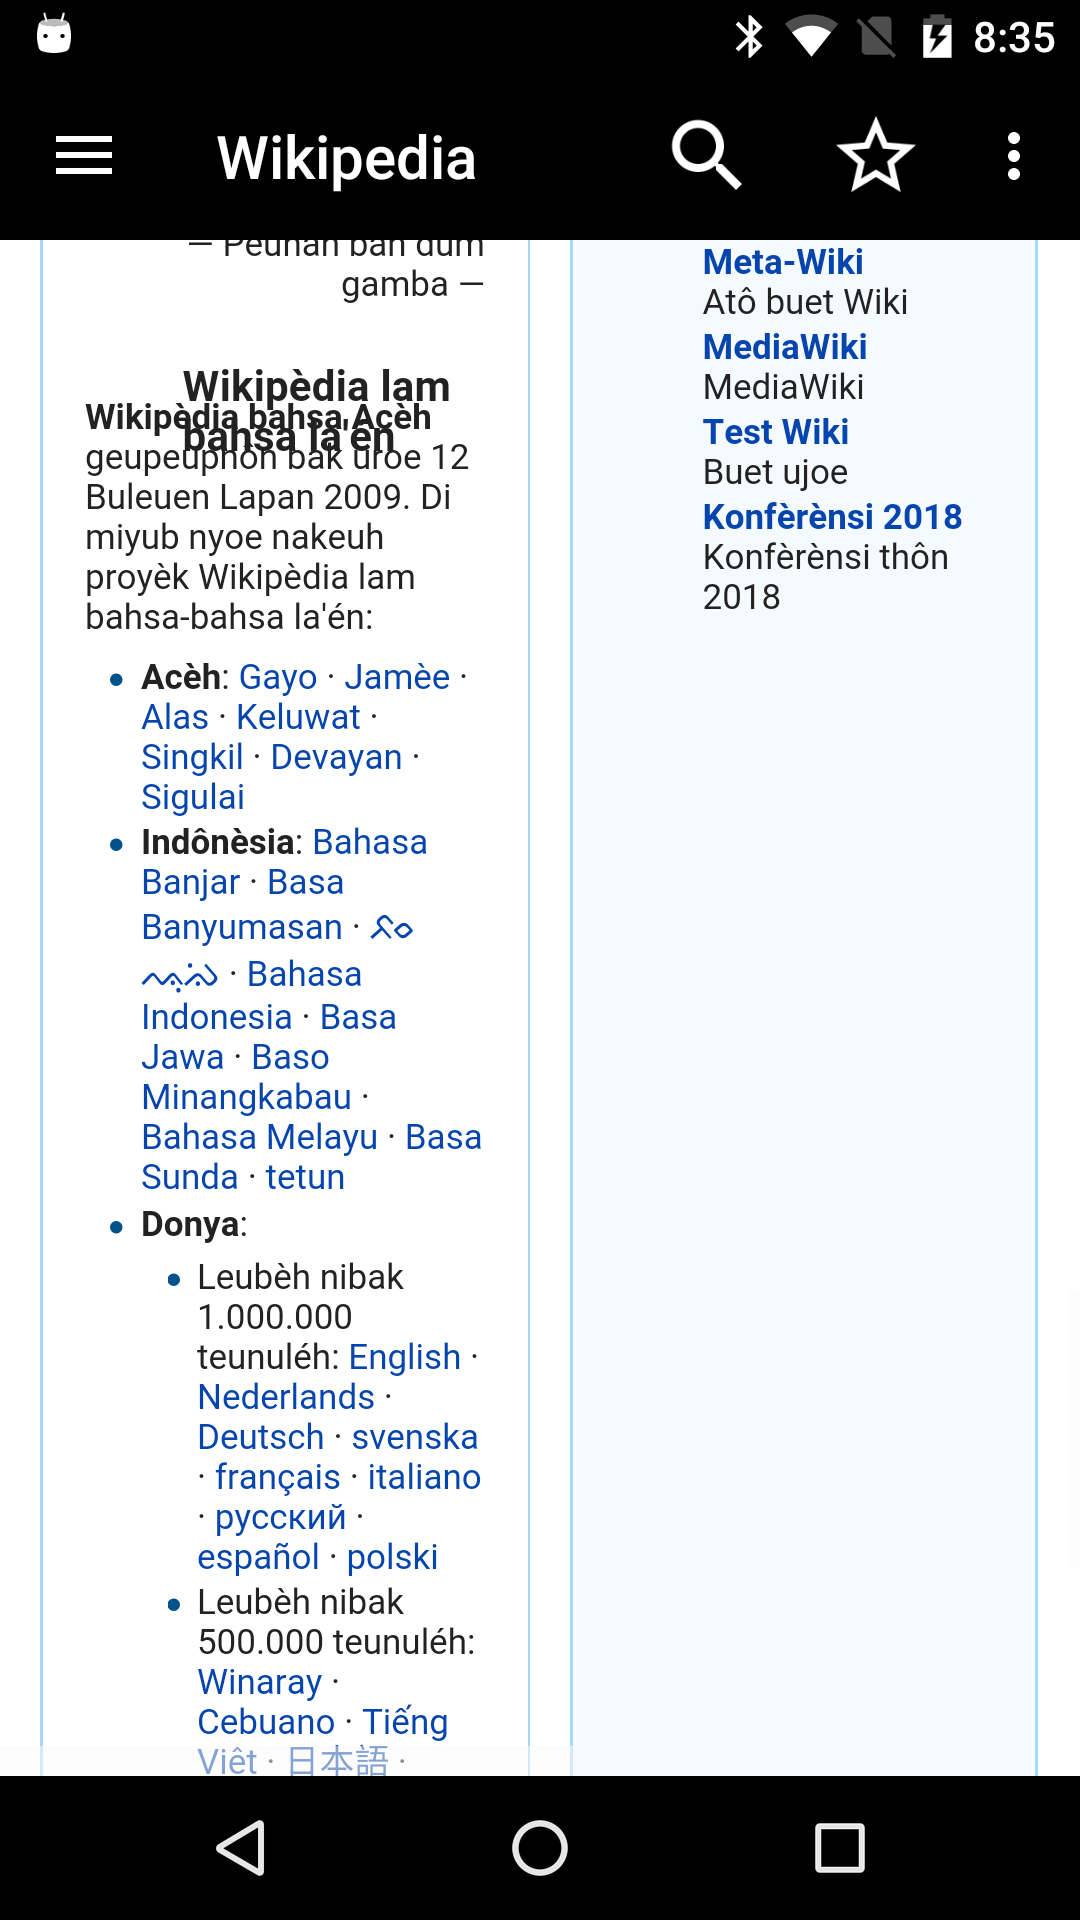 8:35
Wikipedia
— Peunan ban dum
gamba —
Wikipèdia lam
bahsa la'én
Wikipèdia bahsa Acèh
geupeuphôn bak uroe 12
Buleuen Lapan 2009. Di
miyub nyoe nakeuh
proyèk Wikipèdia lam
bahsa-bahsa la'én:
Acèh: Gayo · Jamèe ·
Alas · Keluwat ·
Singkil · Devayan ·
Sigulai
Indônèsia: Bahasa
Banjar · Basa
Banyumasan ·
· Bahasa
Indonesia · Basa
Jawa · Baso
Minangkabau ·
Bahasa Melayu · Basa
Sunda · tetun
Donya:
Leubèh nibak
1.000.000
teunuléh: English ·
Nederlands ·
Deutsch · svenska
· français · italiano
· русский ·
español · polski
Leubèh nibak
500.000 teunuléh:
Winaray ·
Cebuano · Tiếng
Việt · 日本語 ·
Meta-Wiki
Atô buet Wiki
MediaWiki
MediaWiki
Test Wiki
Buet ujoe
Konfèrènsi 2018
Konfèrènsi thôn
2018